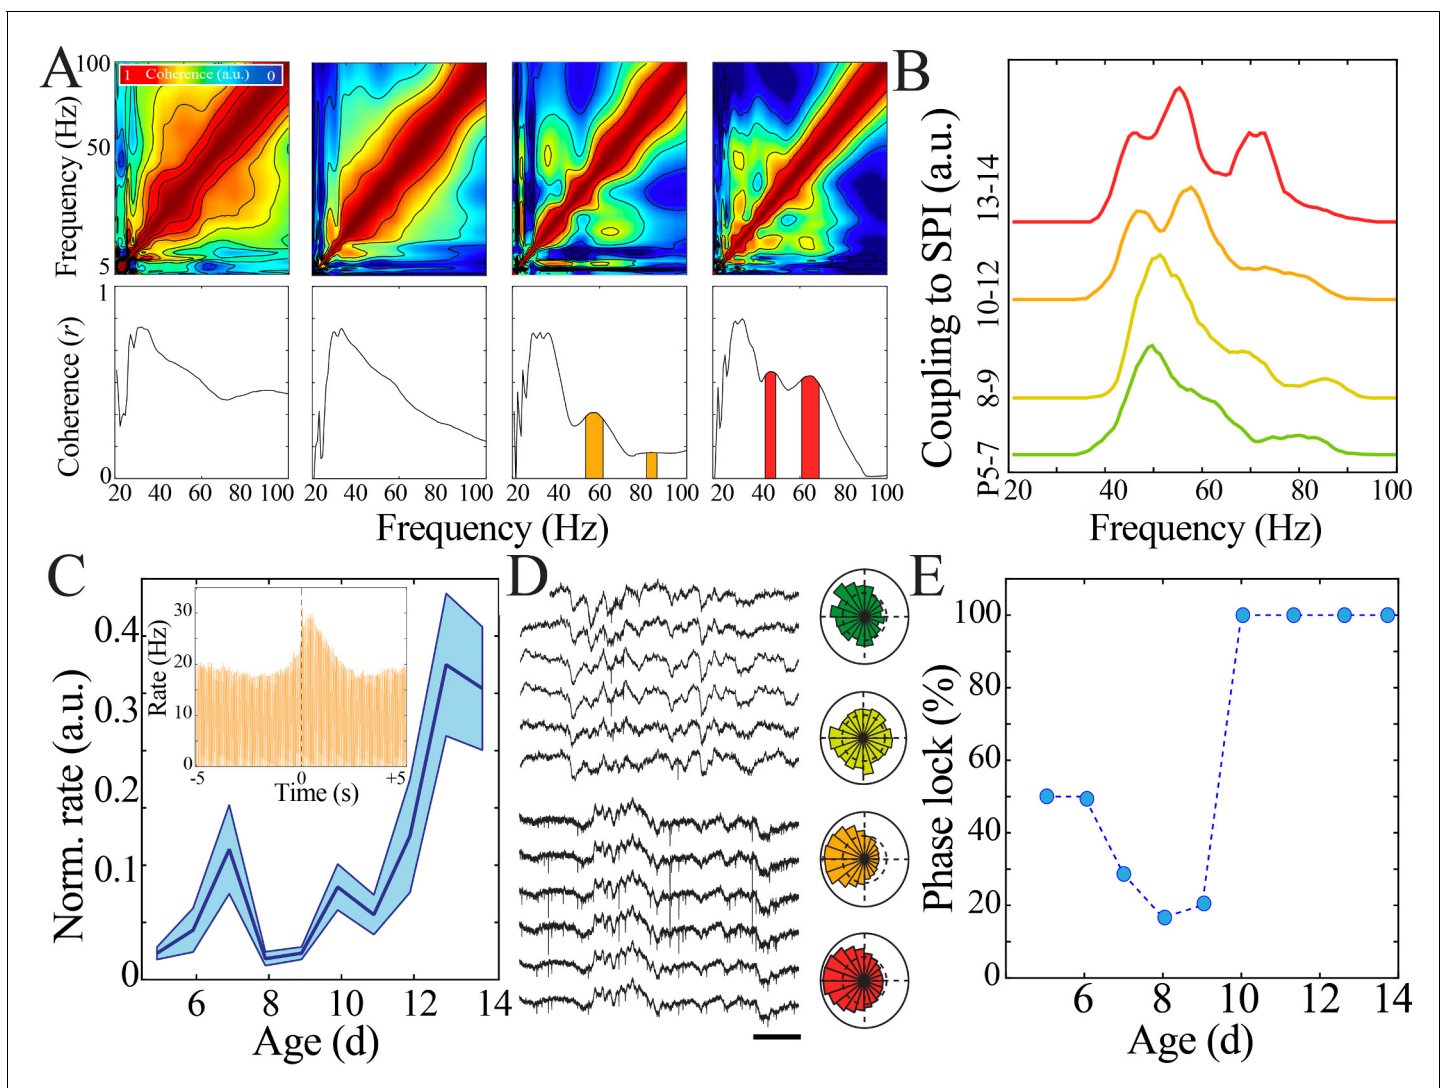 A
100
50
5
Frequency (Hz)
1 Coherence (a.u.) 0
1
0
Coherence (r)
20 40 60 80 100
20 40 60 80 100
20 40 60 80 100
20 40 60 80 100
Frequency (Hz)
B
Coupling to SPI (a.u.)
13-14
10-12
8-9
P5-7
20 40 60 80 100
Frequency (Hz)
C
Norm. rate (a.u.)
0.4
0.3
0.2
0.1
0
6 8 10 12 14
Age (d)
Rate (Hz)
30
20
10
0
-5 0 +5
Time (s)
D
E
Phase lock (%)
100
80
60
40
20
0
6 8 10 12 14
Age (d)